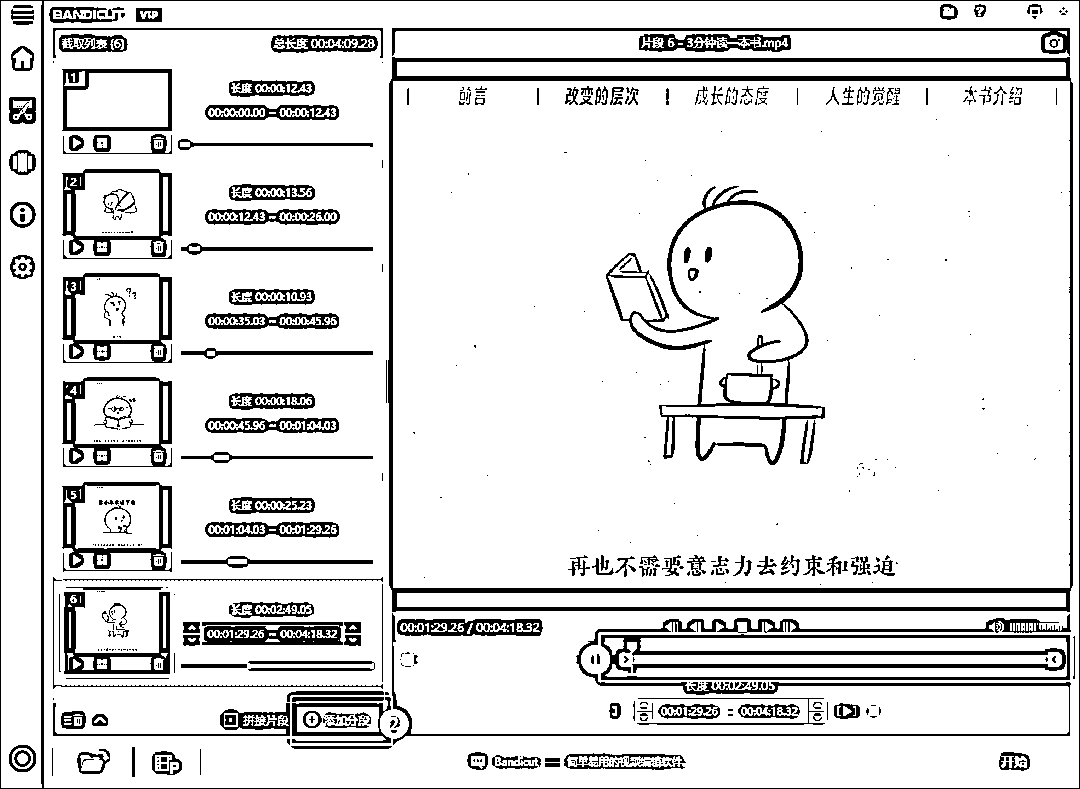 BANDICUT VIP
截取列表 (6) 总长度 00:04:09.28
片段 6 - 3分钟读一本书.mp4
1
长度 00:00:12.43
00:00:00.00 – 00:00:12.43
2
长度 00:00:13.56
00:00:12.43 – 00:00:26.00
3
长度 00:00:10.93
00:00:35.03 – 00:00:45.96
4
长度 00:00:18.06
00:00:45.96 – 00:01:04.03
5
长度 00:00:25.23
00:01:04.03 – 00:01:29.26
6
长度 00:02:49.05
00:01:29.26 – 00:04:18.32
拼接片段 添加分段 2
前言 改变的层次 成长的态度 人生的觉醒 本书介绍
再也不需要意志力去约束和强迫
00:01:29.26 / 00:04:18.32
长度 00:02:49.05
00:01:29.26 – 00:04:18.32
Bandicut — 简单易用的视频编辑软件
开始